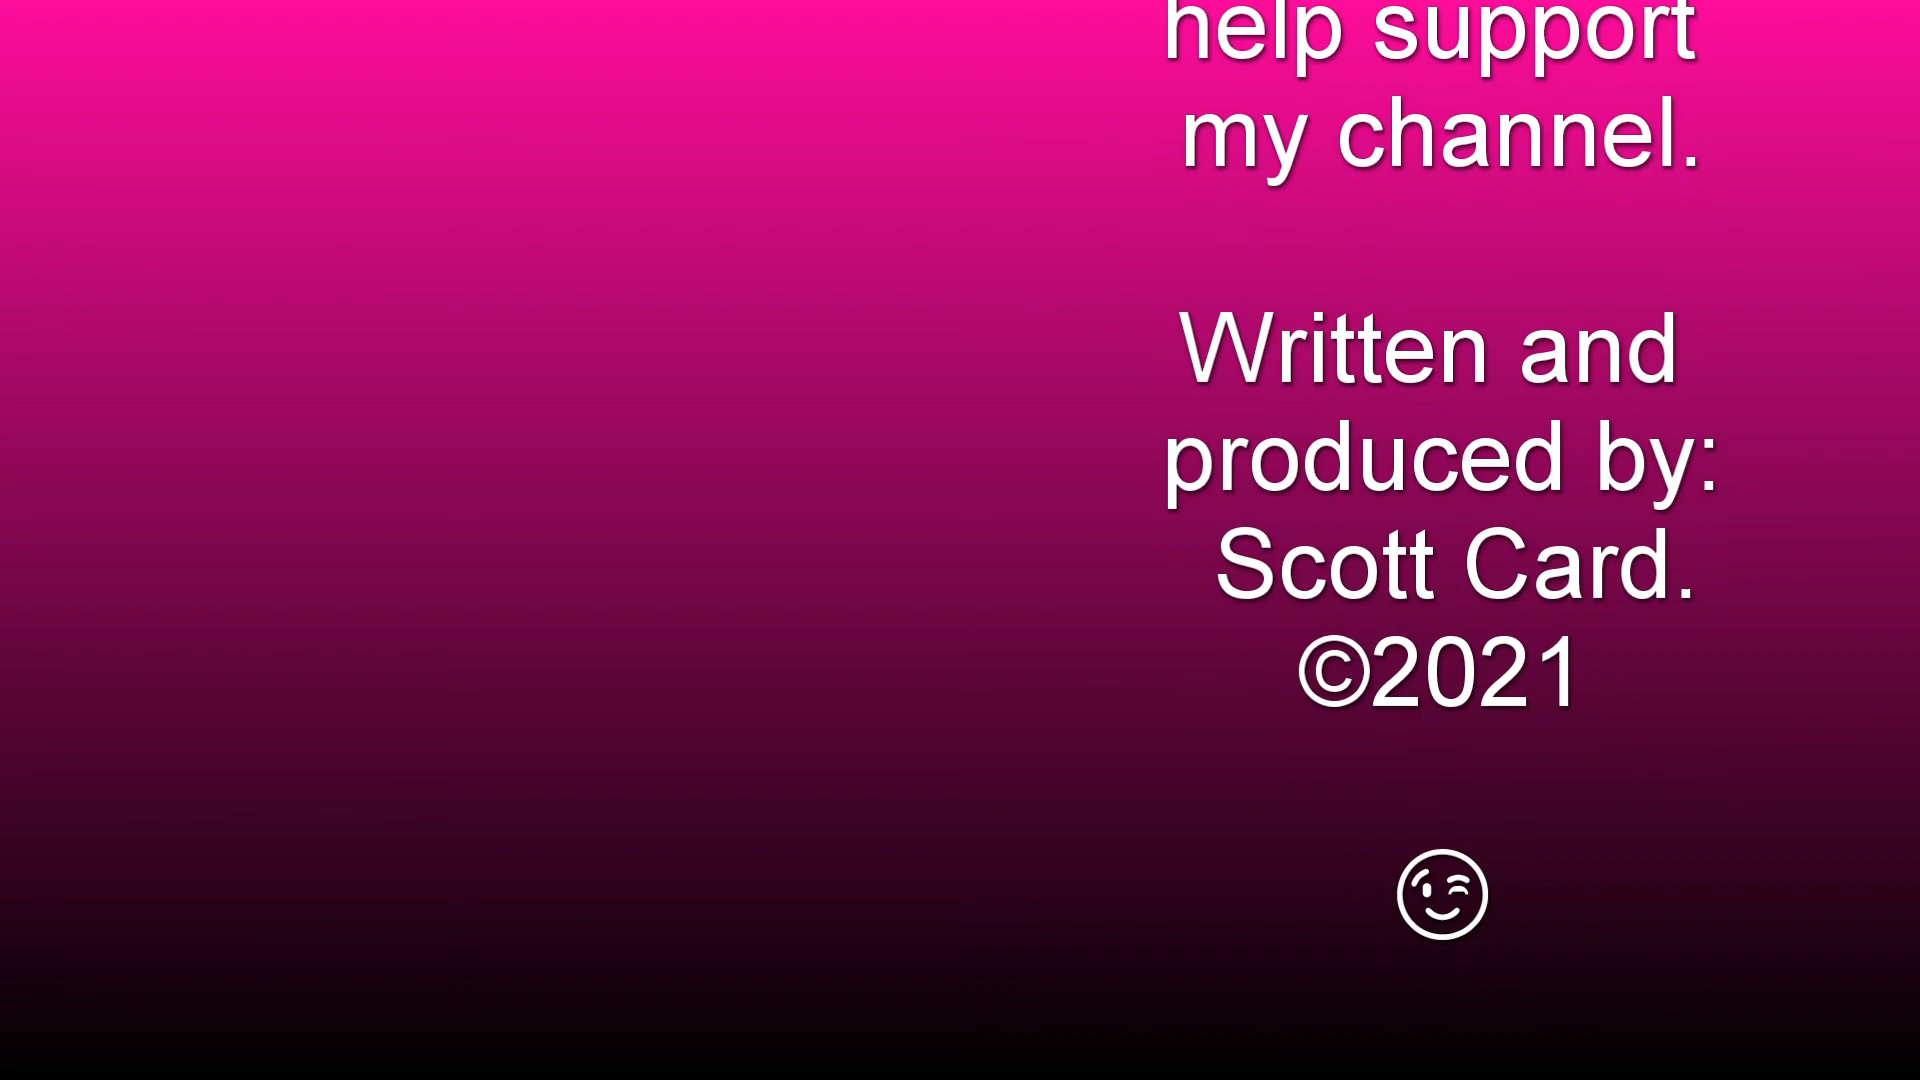 help support
my channel.
Written and
produced by:
Scott Card.
©2021
😉